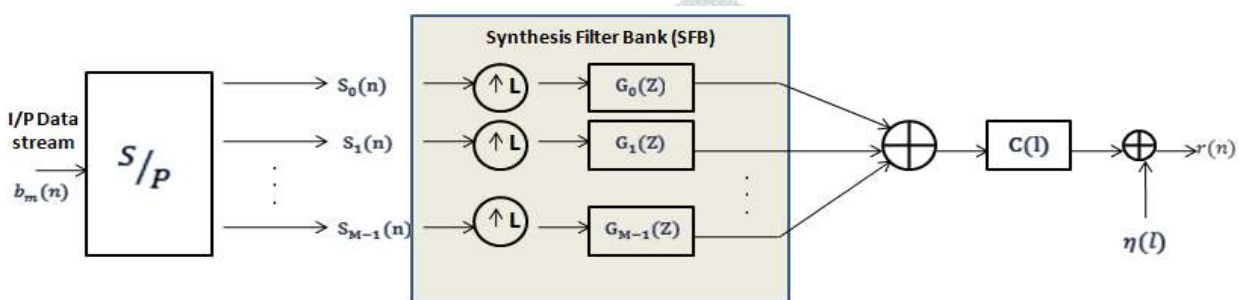 Synthesis Filter Bank (SFB)
I/P Data
stream
b_m(n)
S/P
S_0(n)
↑ L
G_0(Z)
S_1(n)
↑ L
G_1(Z)
S_{M-1}(n)
↑ L
G_{M-1}(Z)
C(l)
r(n)
η(l)